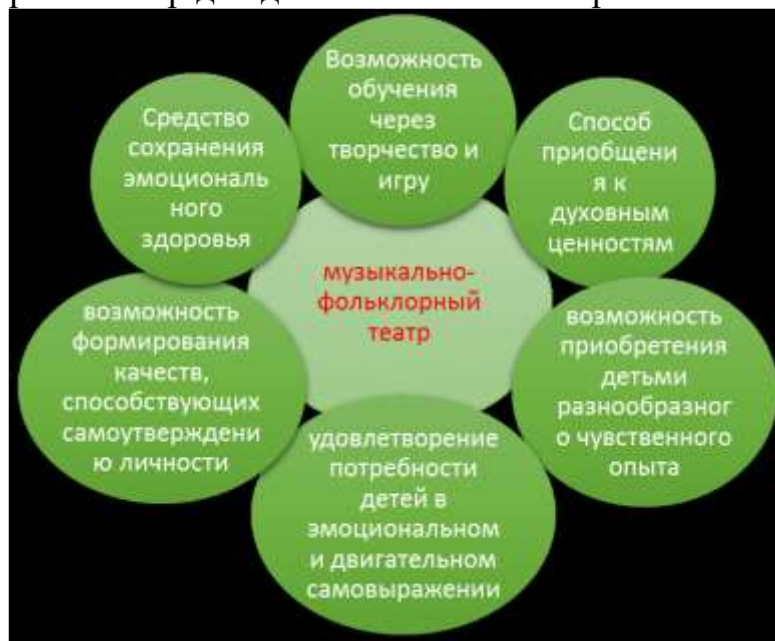 Возможность
обучения
через
творчество и
игру
Средство
сохранения
эмоциональ
ного
здоровья
Способ
приобщени
я к
духовным
ценностям
музыкально-
фольклорный
театр
возможность
формирования
качеств,
способствующих
самоутверждени
ю личности
возможность
приобретения
детьми
разнообразног
о чувственного
опыта
удовлетворение
потребности
детей в
эмоциональном
и двигательном
самовыражении